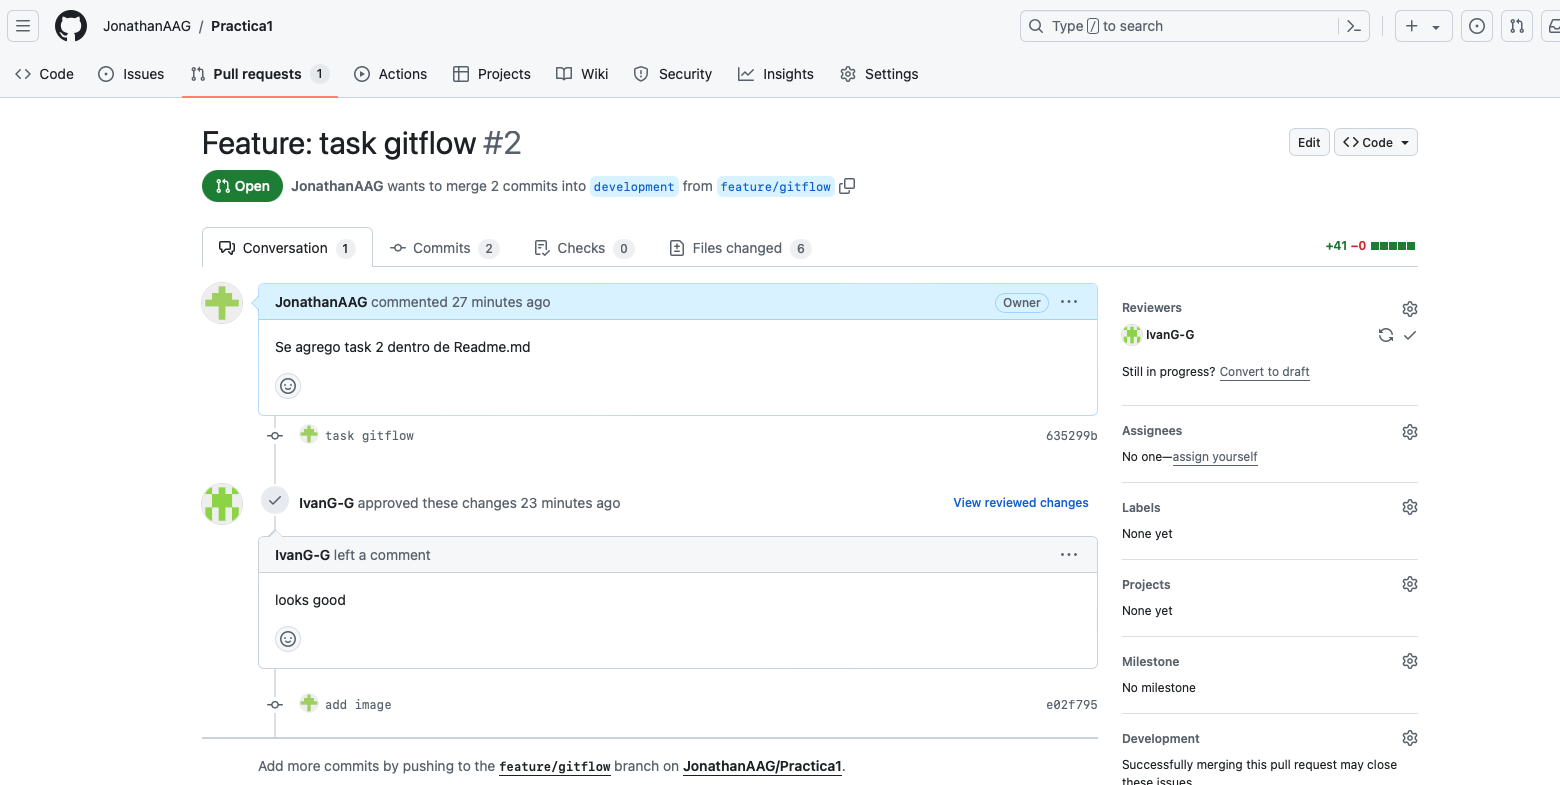 JonathanAAG / Practica1
Type / to search
Code Issues Pull requests 1 Actions Projects Wiki Security Insights Settings
Feature: task gitflow #2
Edit Code
Open JonathanAAG wants to merge 2 commits into development from feature/gitflow
Conversation 1 Commits 2 Checks 0 Files changed 6 +41 −0
JonathanAAG commented 27 minutes ago Owner
Se agrego task 2 dentro de Readme.md
task gitflow 635299b
IvanG-G approved these changes 23 minutes ago View reviewed changes
IvanG-G left a comment
looks good
add image e02f795
Add more commits by pushing to the feature/gitflow branch on JonathanAAG/Practica1.
Reviewers
IvanG-G
Still in progress? Convert to draft
Assignees
No one—assign yourself
Labels
None yet
Projects
None yet
Milestone
No milestone
Development
Successfully merging this pull request may close
these issues